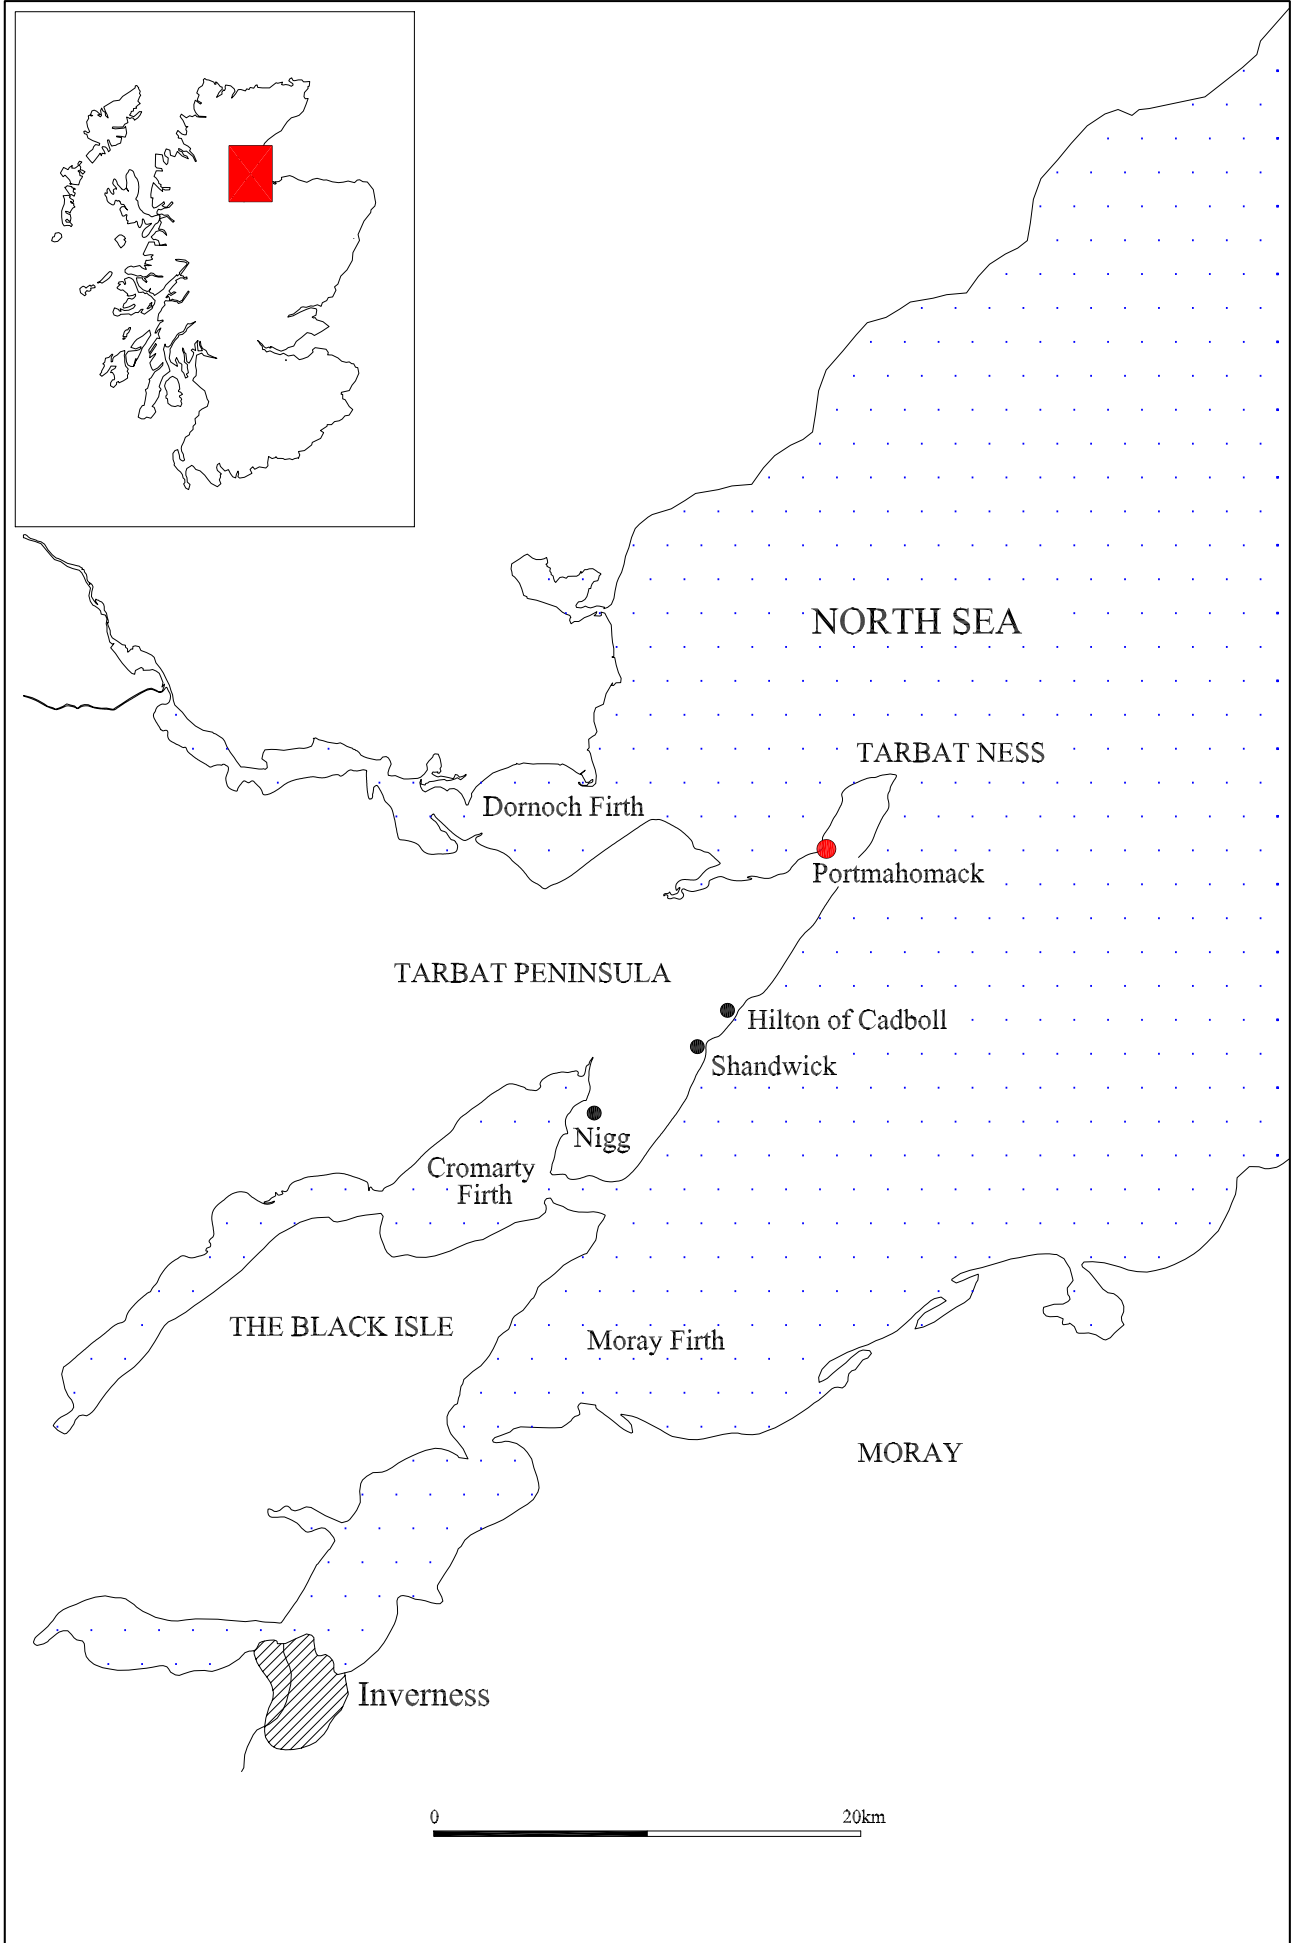 NORTH SEA
TARBAT NESS
Dornoch Firth
Portmahomack
TARBAT PENINSULA
Hilton of Cadboll
Shandwick
Nigg
Cromarty
Firth
THE BLACK ISLE
Moray Firth
MORAY
Inverness
0 20km